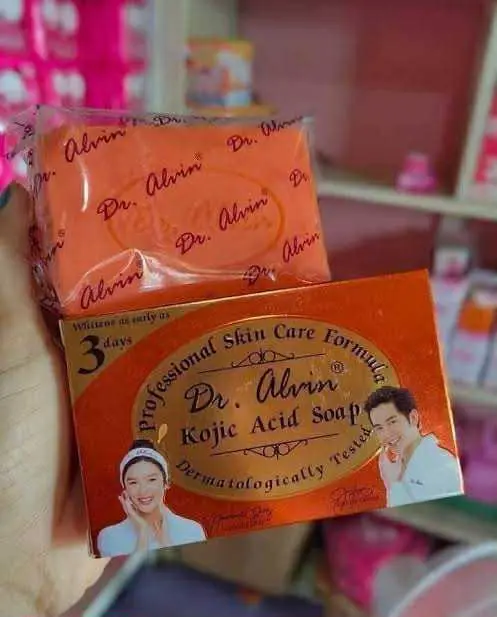 Dr. Alvin®
Dr. Alvin®
Dr. Alvin®
Dr. Alvin®
Dr. Alvin
Alvin
Whitens as early as
3 days
Professional Skin Care Formula
Dr. Alvin®
Kojic Acid Soap
Dermatologically Tested